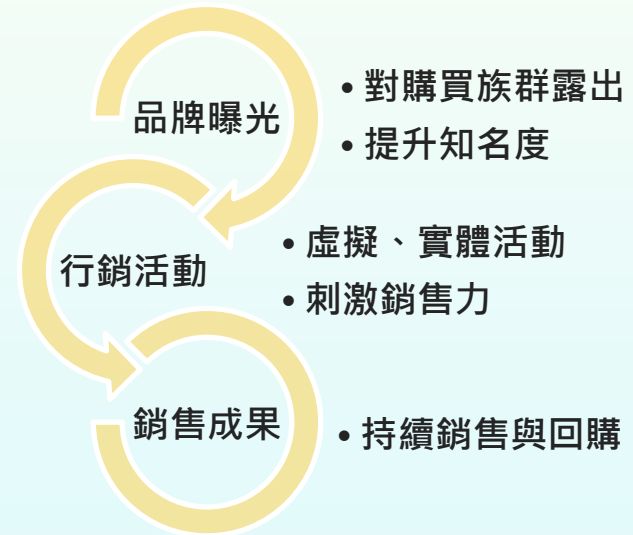 品牌曝光
• 對購買族群露出
• 提升知名度
行銷活動
• 虛擬、實體活動
• 刺激銷售力
銷售成果
• 持續銷售與回購